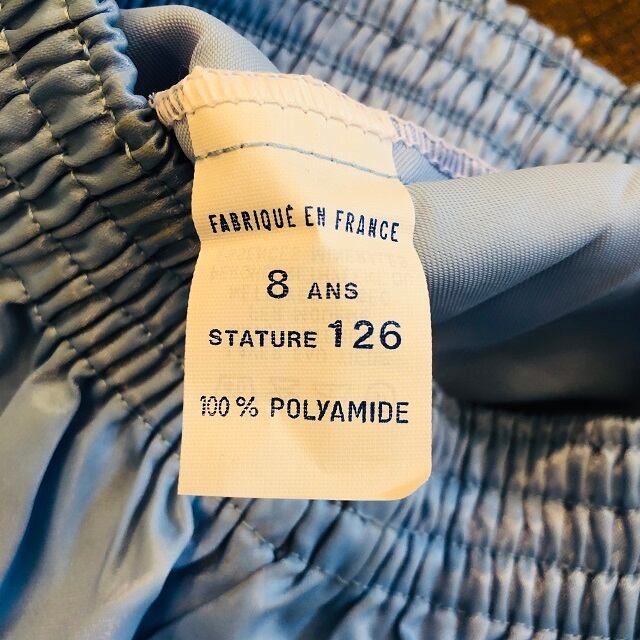 FABRIQUÉ EN FRANCE
8 ANS
STATURE 126
100 % POLYAMIDE